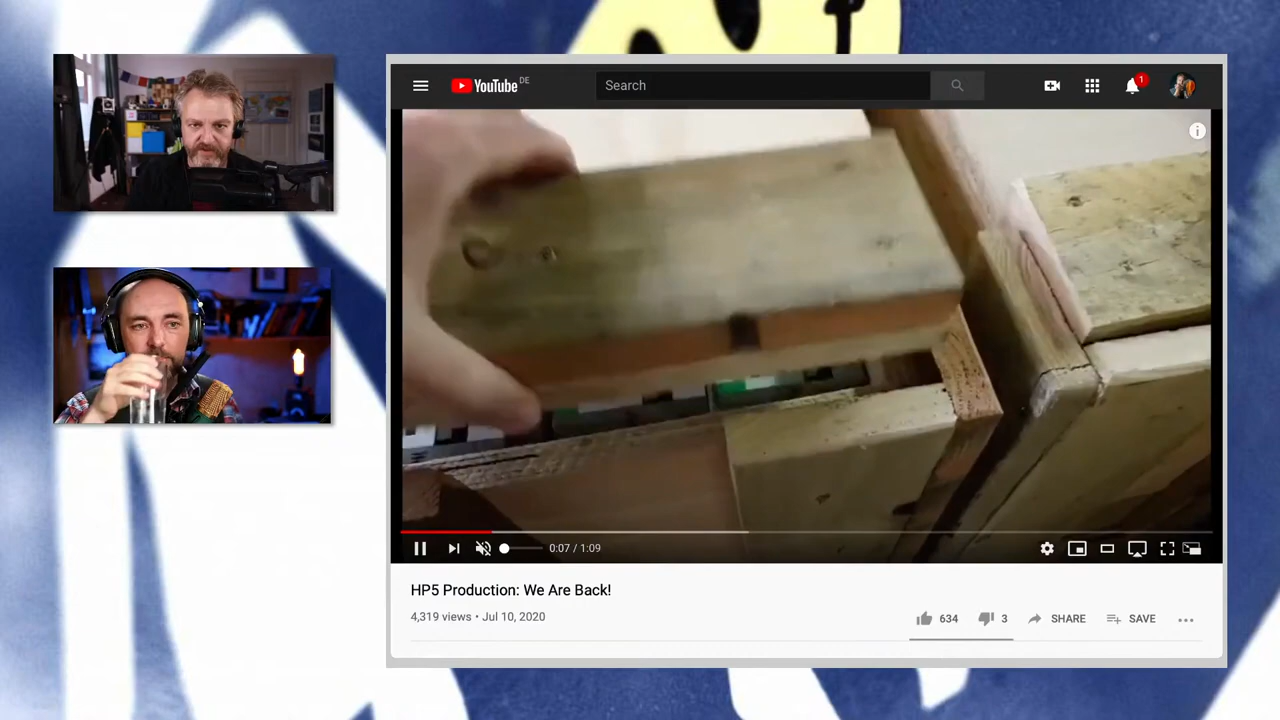 YouTube DE
Search
1
i
0:07 / 1:09
HP5 Production: We Are Back!
4,319 views • Jul 10, 2020
634
3
SHARE
SAVE